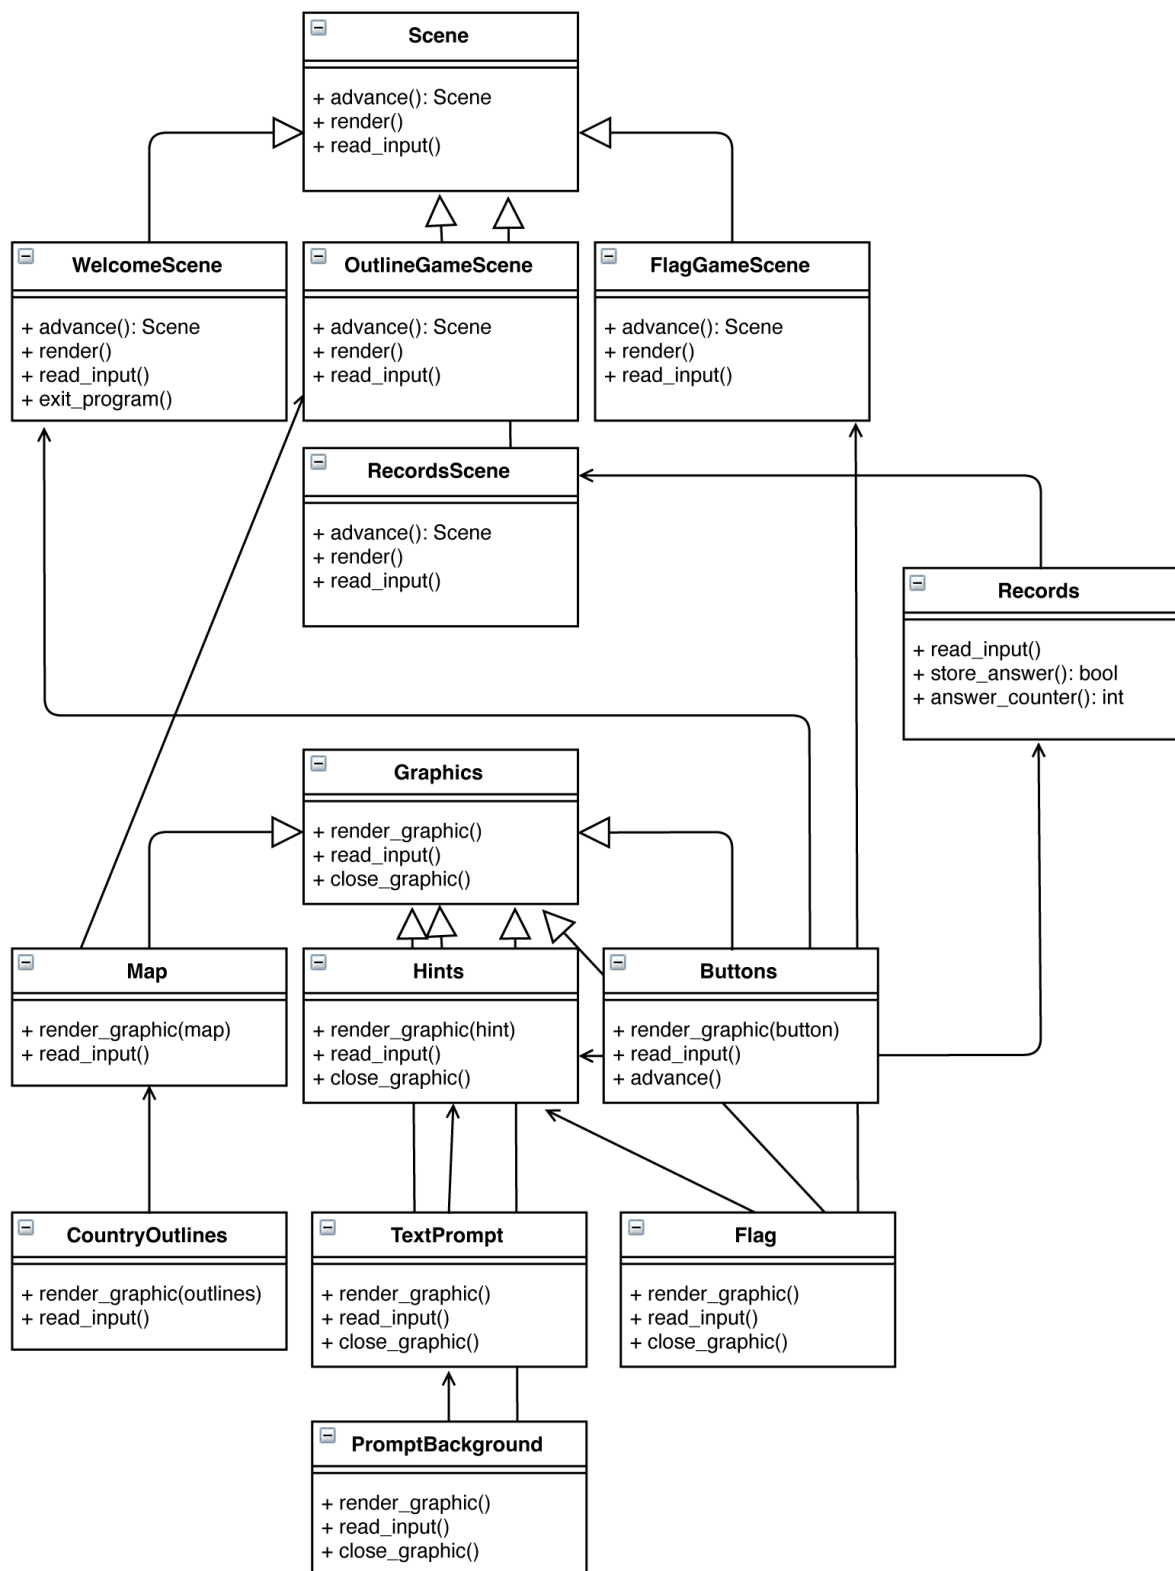 Scene
+ advance(): Scene
+ render()
+ read_input()
WelcomeScene
+ advance(): Scene
+ render()
+ read_input()
+ exit_program()
OutlineGameScene
+ advance(): Scene
+ render()
+ read_input()
FlagGameScene
+ advance(): Scene
+ render()
+ read_input()
RecordsScene
+ advance(): Scene
+ render()
+ read_input()
Records
+ read_input()
+ store_answer(): bool
+ answer_counter(): int
Graphics
+ render_graphic()
+ read_input()
+ close_graphic()
Map
+ render_graphic(map)
+ read_input()
Hints
+ render_graphic(hint)
+ read_input()
+ close_graphic()
Buttons
+ render_graphic(button)
+ read_input()
+ advance()
CountryOutlines
+ render_graphic(outlines)
+ read_input()
TextPrompt
+ render_graphic()
+ read_input()
+ close_graphic()
Flag
+ render_graphic()
+ read_input()
+ close_graphic()
PromptBackground
+ render_graphic()
+ read_input()
+ close_graphic()